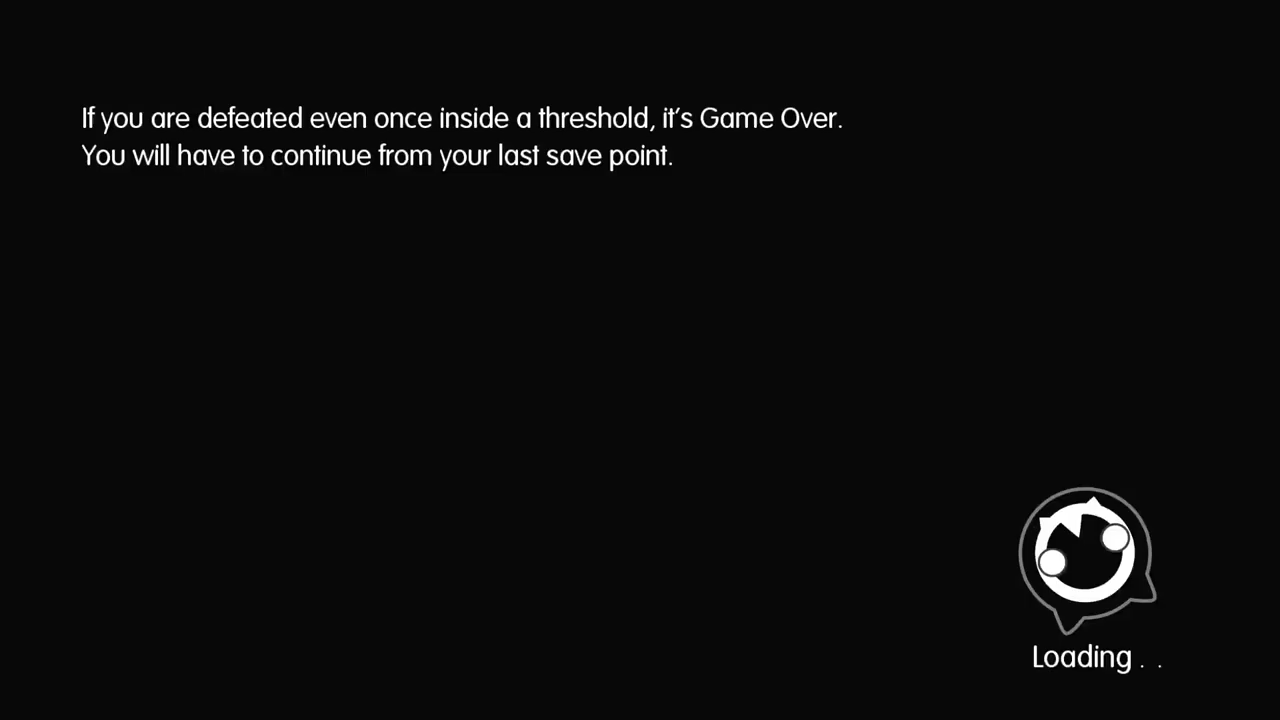 If you are defeated even once inside a threshold, it's Game Over.
You will have to continue from your last save point.
Loading . .